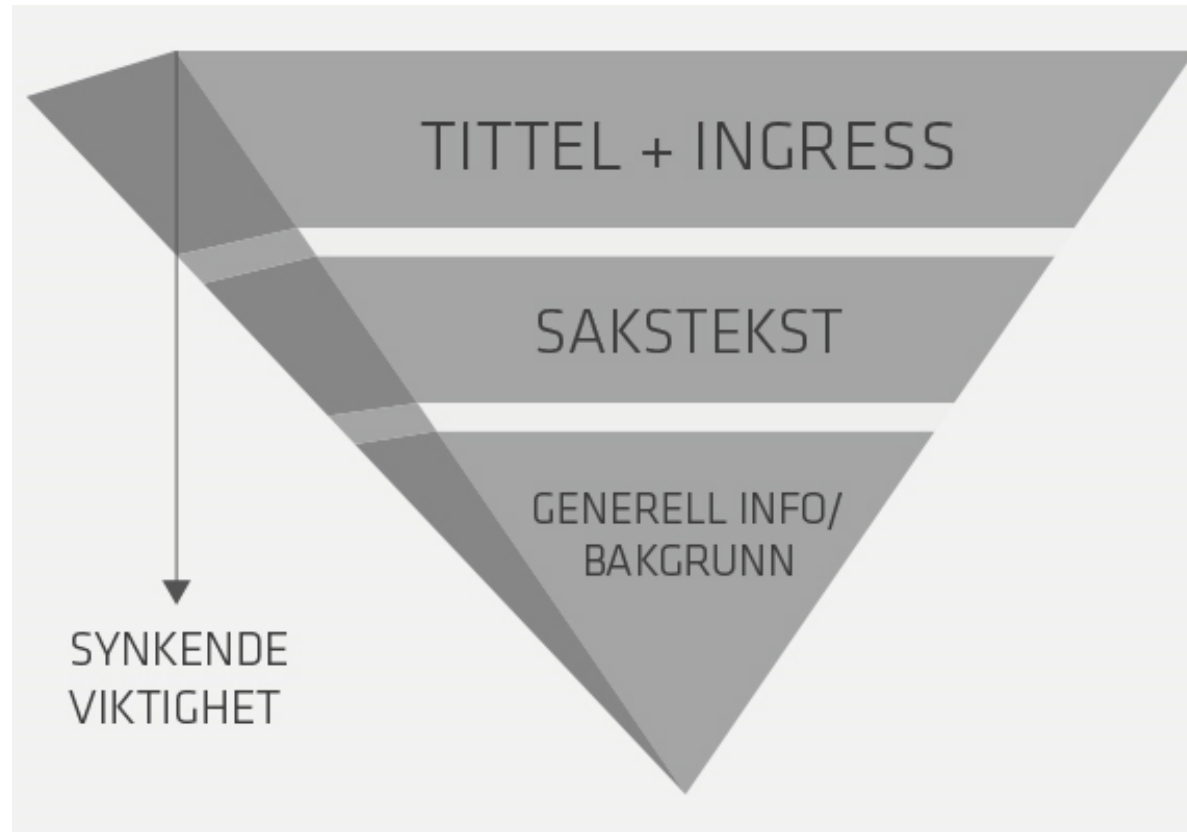 TITTEL + INGRESS
SAKSTEKST
GENERELL INFO/
BAKGRUNN
SYNKENDE
VIKTIGHET